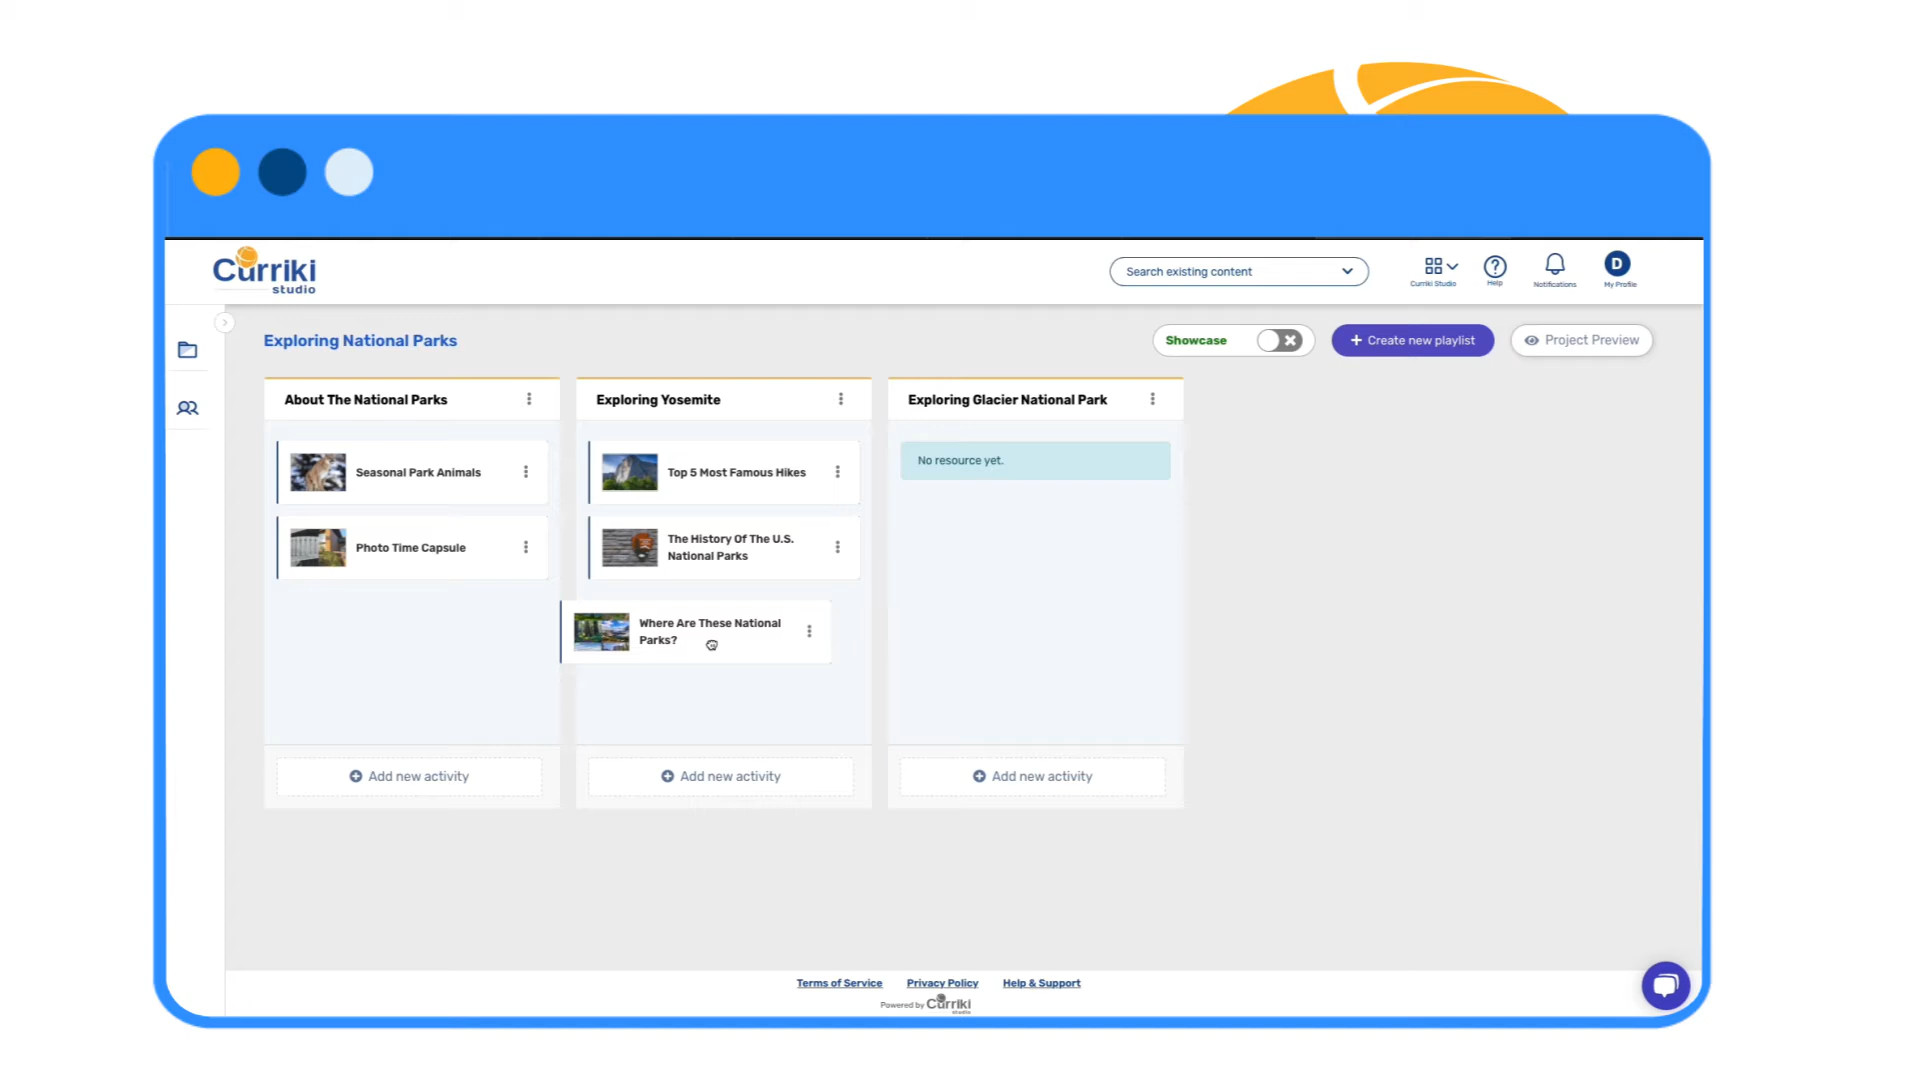 Curriki
studio
Search existing content
Curriki Studio
Help
Notifications
D
My Profile
Exploring National Parks
Showcase
Create new playlist
Project Preview
About The National Parks
Exploring Yosemite
Exploring Glacier National Park
Seasonal Park Animals
Top 5 Most Famous Hikes
No resource yet.
Photo Time Capsule
The History Of The U.S.
National Parks
Where Are These National
Parks?
Add new activity
Add new activity
Add new activity
Terms of Service
Privacy Policy
Help & Support
Powered by Curriki
studio